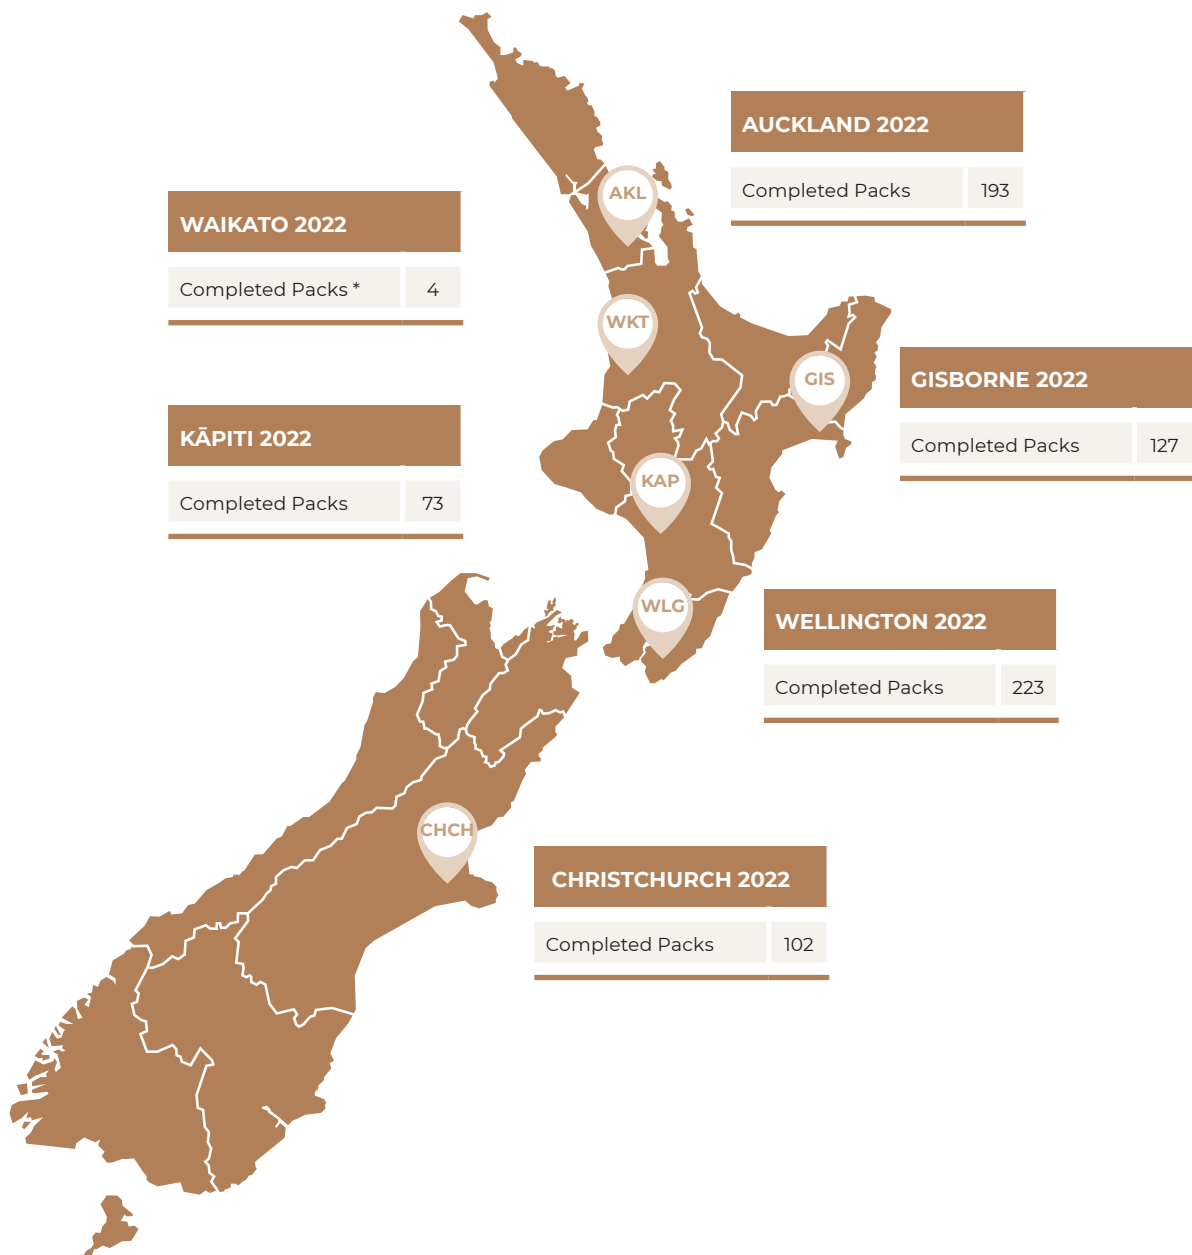 AUCKLAND 2022
Completed Packs 193
AKL
WAIKATO 2022
Completed Packs * 4
WKT
GIS
GISBORNE 2022
Completed Packs 127
KĀPITI 2022
Completed Packs 73
KAP
WLG
WELLINGTON 2022
Completed Packs 223
CHCH
CHRISTCHURCH 2022
Completed Packs 102